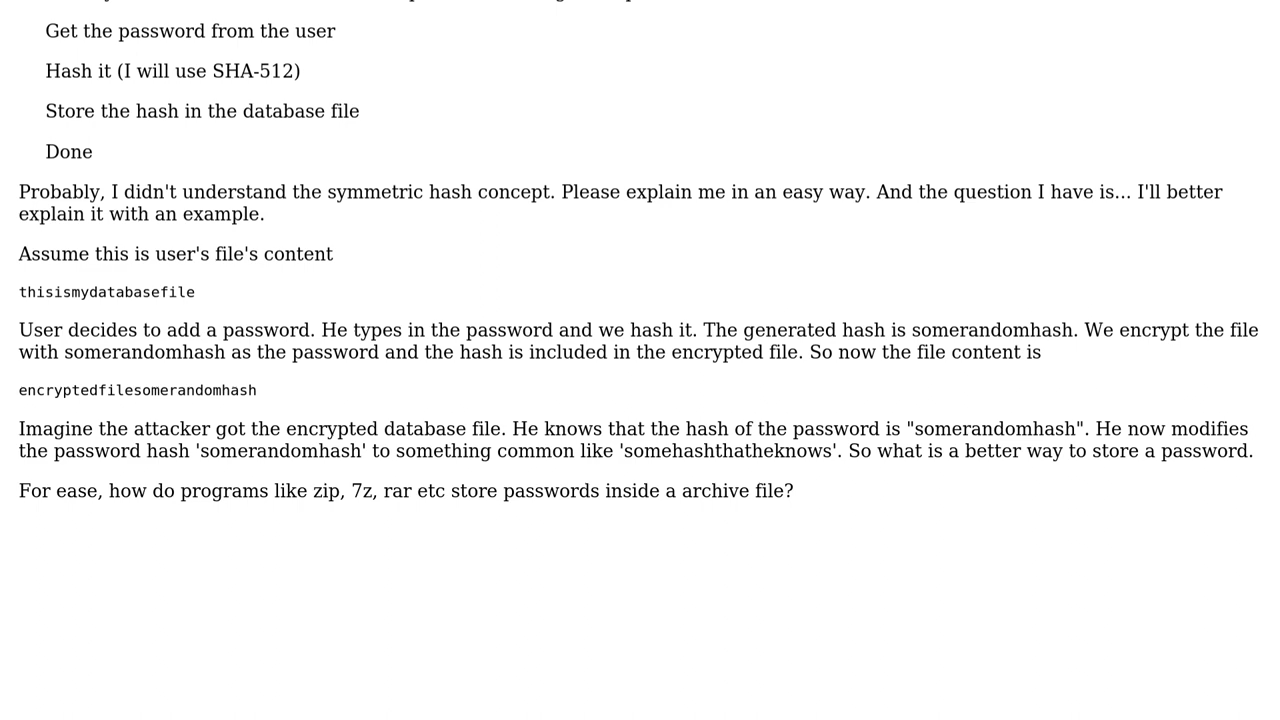 Get the password from the user
Hash it (I will use SHA-512)
Store the hash in the database file
Done
Probably, I didn't understand the symmetric hash concept. Please explain me in an easy way. And the question I have is... I'll better
explain it with an example.
Assume this is user's file's content
thisismydatabasefile
User decides to add a password. He types in the password and we hash it. The generated hash is somerandomhash. We encrypt the file
with somerandomhash as the password and the hash is included in the encrypted file. So now the file content is
encryptedfilesomerandomhash
Imagine the attacker got the encrypted database file. He knows that the hash of the password is "somerandomhash". He now modifies
the password hash 'somerandomhash' to something common like 'somehashthatheknows'. So what is a better way to store a password.
For ease, how do programs like zip, 7z, rar etc store passwords inside a archive file?